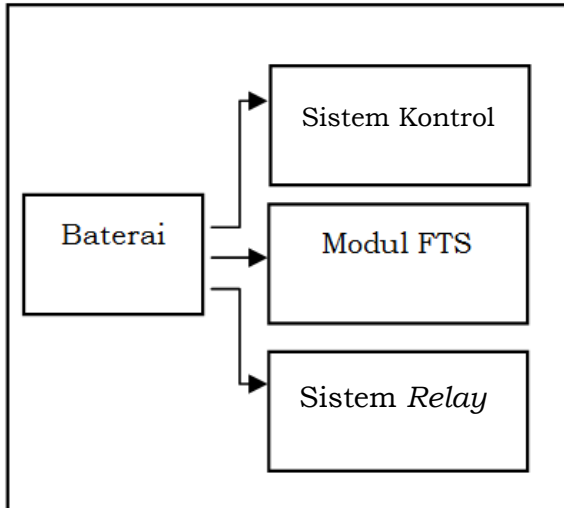 Sistem Kontrol
Baterai
Modul FTS
Sistem Relay